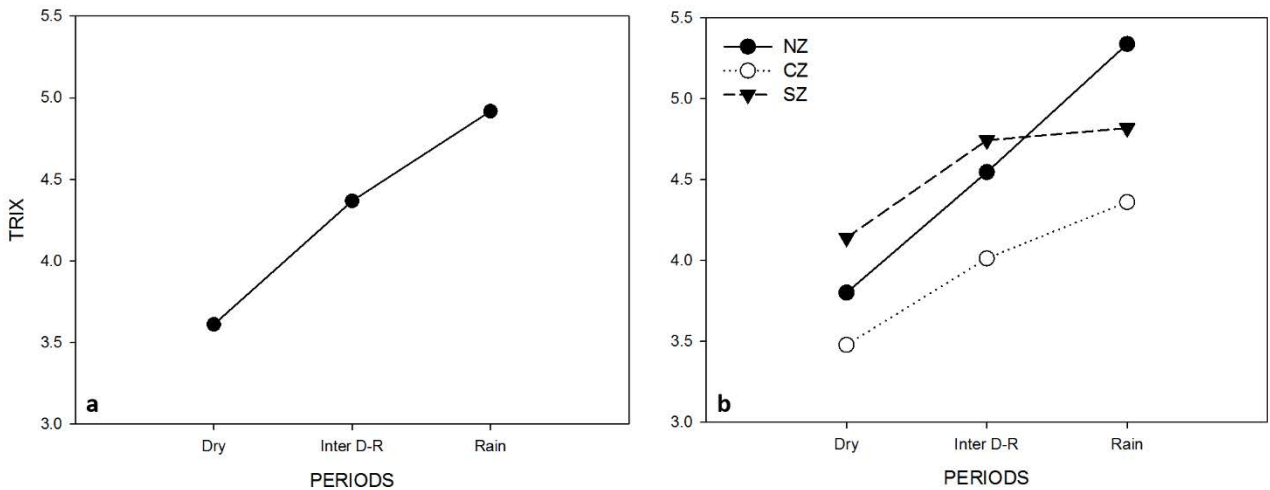 5.5
5.0
4.5
4.0
3.5
3.0
TRIX
a
Dry Inter D-R Rain
PERIODS
5.5
5.0
4.5
4.0
3.5
3.0
NZ
CZ
SZ
b
Dry Inter D-R Rain
PERIODS